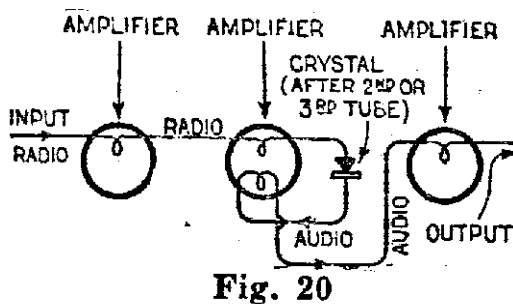 AMPLIFIER AMPLIFIER AMPLIFIER
CRYSTAL
(AFTER 2ND OR
3RD TUBE)
INPUT
RADIO
RADIO
AUDIO
AUDIO
OUTPUT
Fig. 20